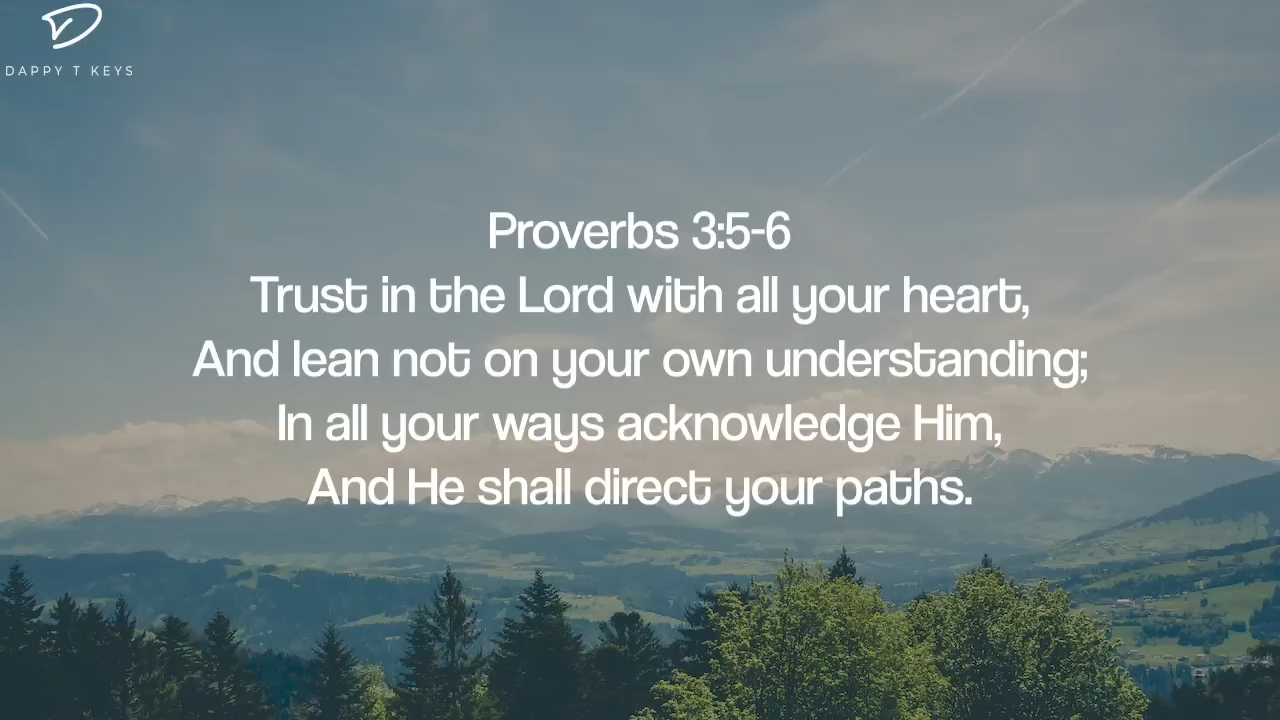 DAPPY T KEYS
Proverbs 3:5-6
Trust in the Lord with all your heart,
And lean not on your own understanding;
In all your ways acknowledge Him,
And He shall direct your paths.